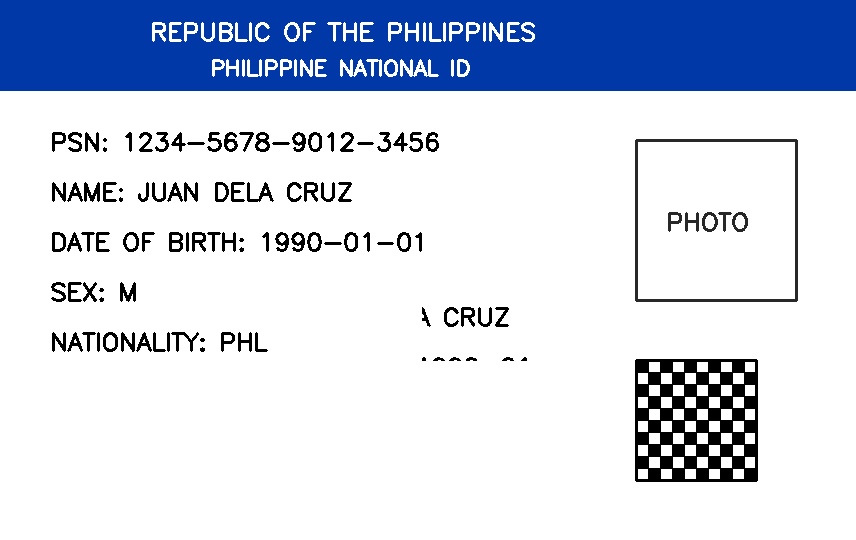 REPUBLIC OF THE PHILIPPINES
PHILIPPINE NATIONAL ID
PSN: 1234-5678-9012-3456
NAME: JUAN DELA CRUZ
DATE OF BIRTH: 1990-01-01
SEX: M
NATIONALITY: PHL
CRUZ
PHOTO